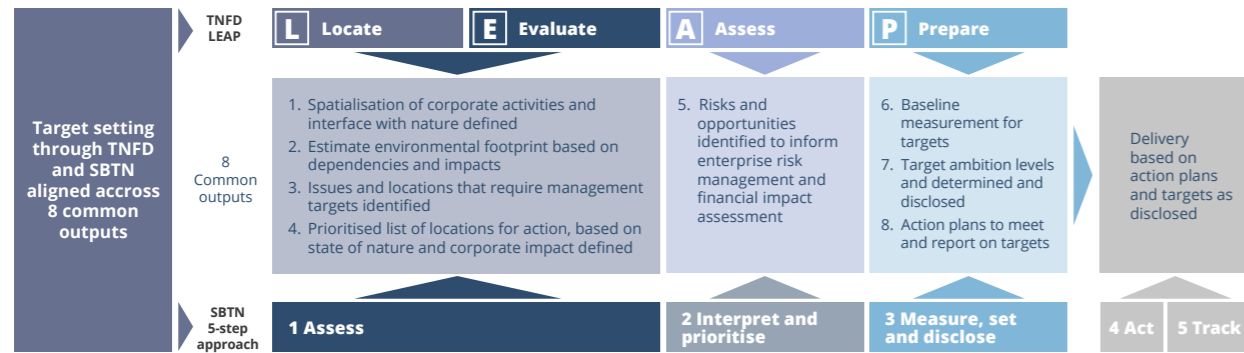 Target setting
through TNFD
and SBTN
aligned accross
8 common
outputs
TNFD
LEAP
L Locate
E Evaluate
A Assess
P Prepare
8
Common
outputs
1. Spatialisation of corporate activities and
interface with nature defined
2. Estimate environmental footprint based on
dependencies and impacts
3. Issues and locations that require management
targets identified
4. Prioritised list of locations for action, based on
state of nature and corporate impact defined
5. Risks and
opportunities
identified to inform
enterprise risk
management and
financial impact
assessment
6. Baseline
measurement for
targets
7. Target ambition levels
and determined and
disclosed
8. Action plans to meet
and report on targets
Delivery
based on
action plans
and targets as
disclosed
SBTN
5-step
approach
1 Assess
2 Interpret and
prioritise
3 Measure, set
and disclose
4 Act
5 Track